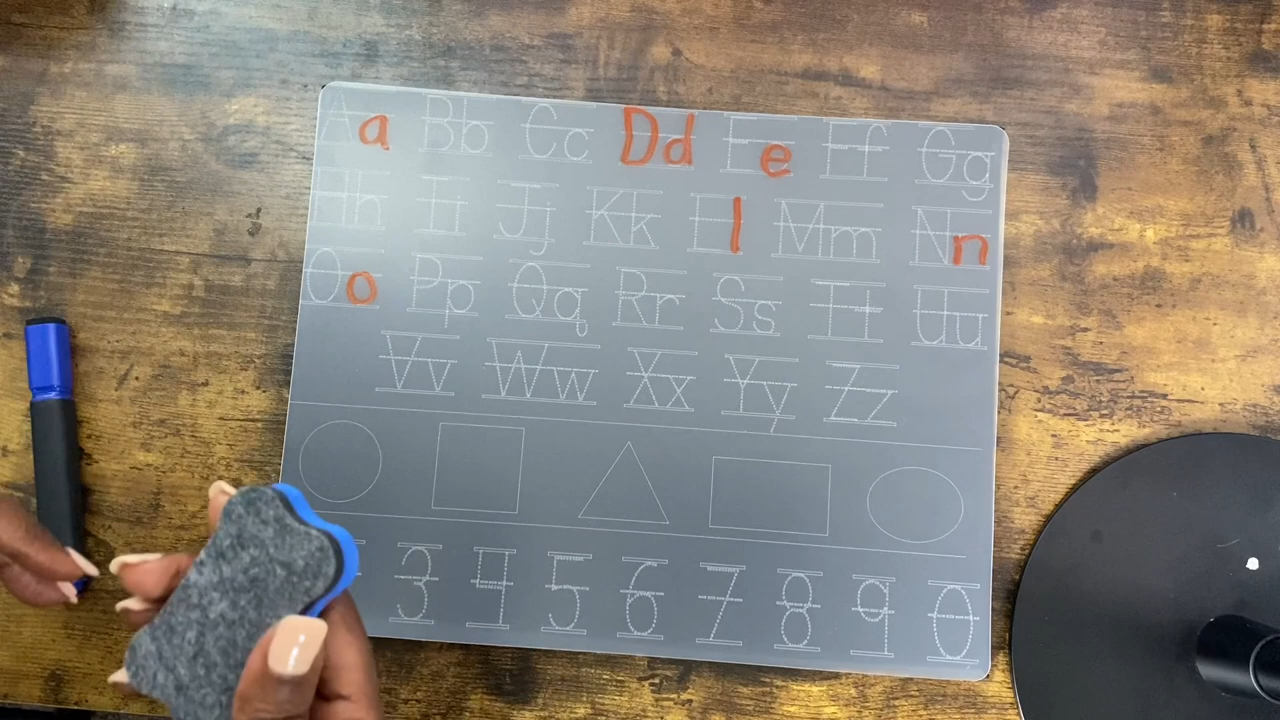 Aa Bb Cc Dd Ee Ff Gg
Hh Ii Jj Kk Ll Mm Nn
Oo Pp Qq Rr Ss Tt Uu
Vv Ww Xx Yy Zz
3 4 5 6 7 8 9 0